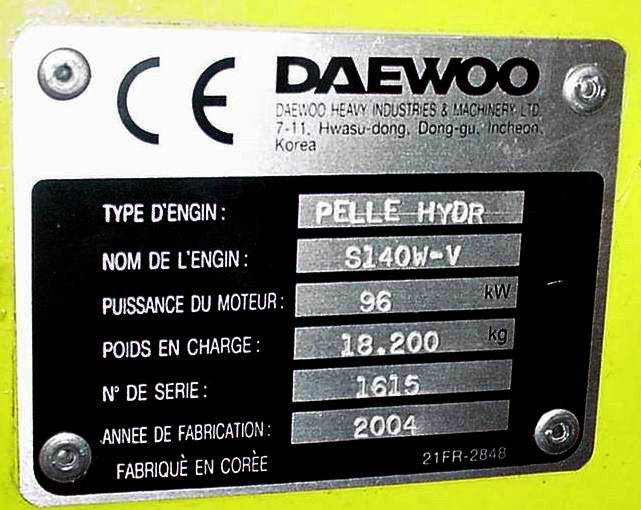 CE DAEWOO
DAEWOO HEAVY INDUSTRIES & MACHINERY LTD.
7-11, Hwasu-dong, Dong-gu, Incheon,
Korea
TYPE D'ENGIN : PELLE HYDR
NOM DE L'ENGIN : S140W-V
PUISSANCE DU MOTEUR : 96 kW
POIDS EN CHARGE : 18.200 kg
N° DE SERIE : 1615
ANNEE DE FABRICATION : 2004
FABRIQUÈ EN CORÈE 21FR-2848